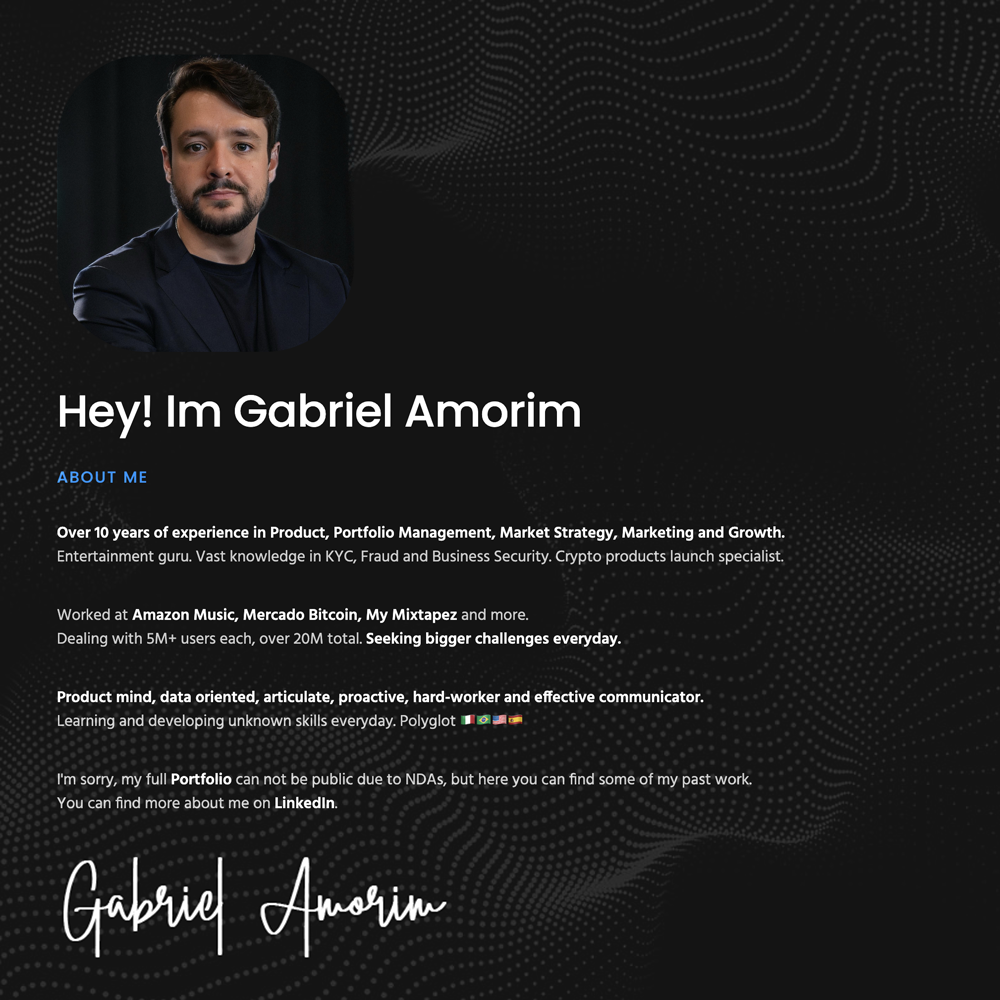 Hey! Im Gabriel Amorim
ABOUT ME
Over 10 years of experience in Product, Portfolio Management, Market Strategy, Marketing and Growth.
Entertainment guru. Vast knowledge in KYC, Fraud and Business Security. Crypto products launch specialist.
Worked at Amazon Music, Mercado Bitcoin, My Mixtapez and more.
Dealing with 5M+ users each, over 20M total. Seeking bigger challenges everyday.
Product mind, data oriented, articulate, proactive, hard-worker and effective communicator.
Learning and developing unknown skills everyday. Polyglot 🇮🇹🇧🇷🇺🇸🇪🇸
I'm sorry, my full Portfolio can not be public due to NDAs, but here you can find some of my past work.
You can find more about me on LinkedIn.
Gabriel Amorim